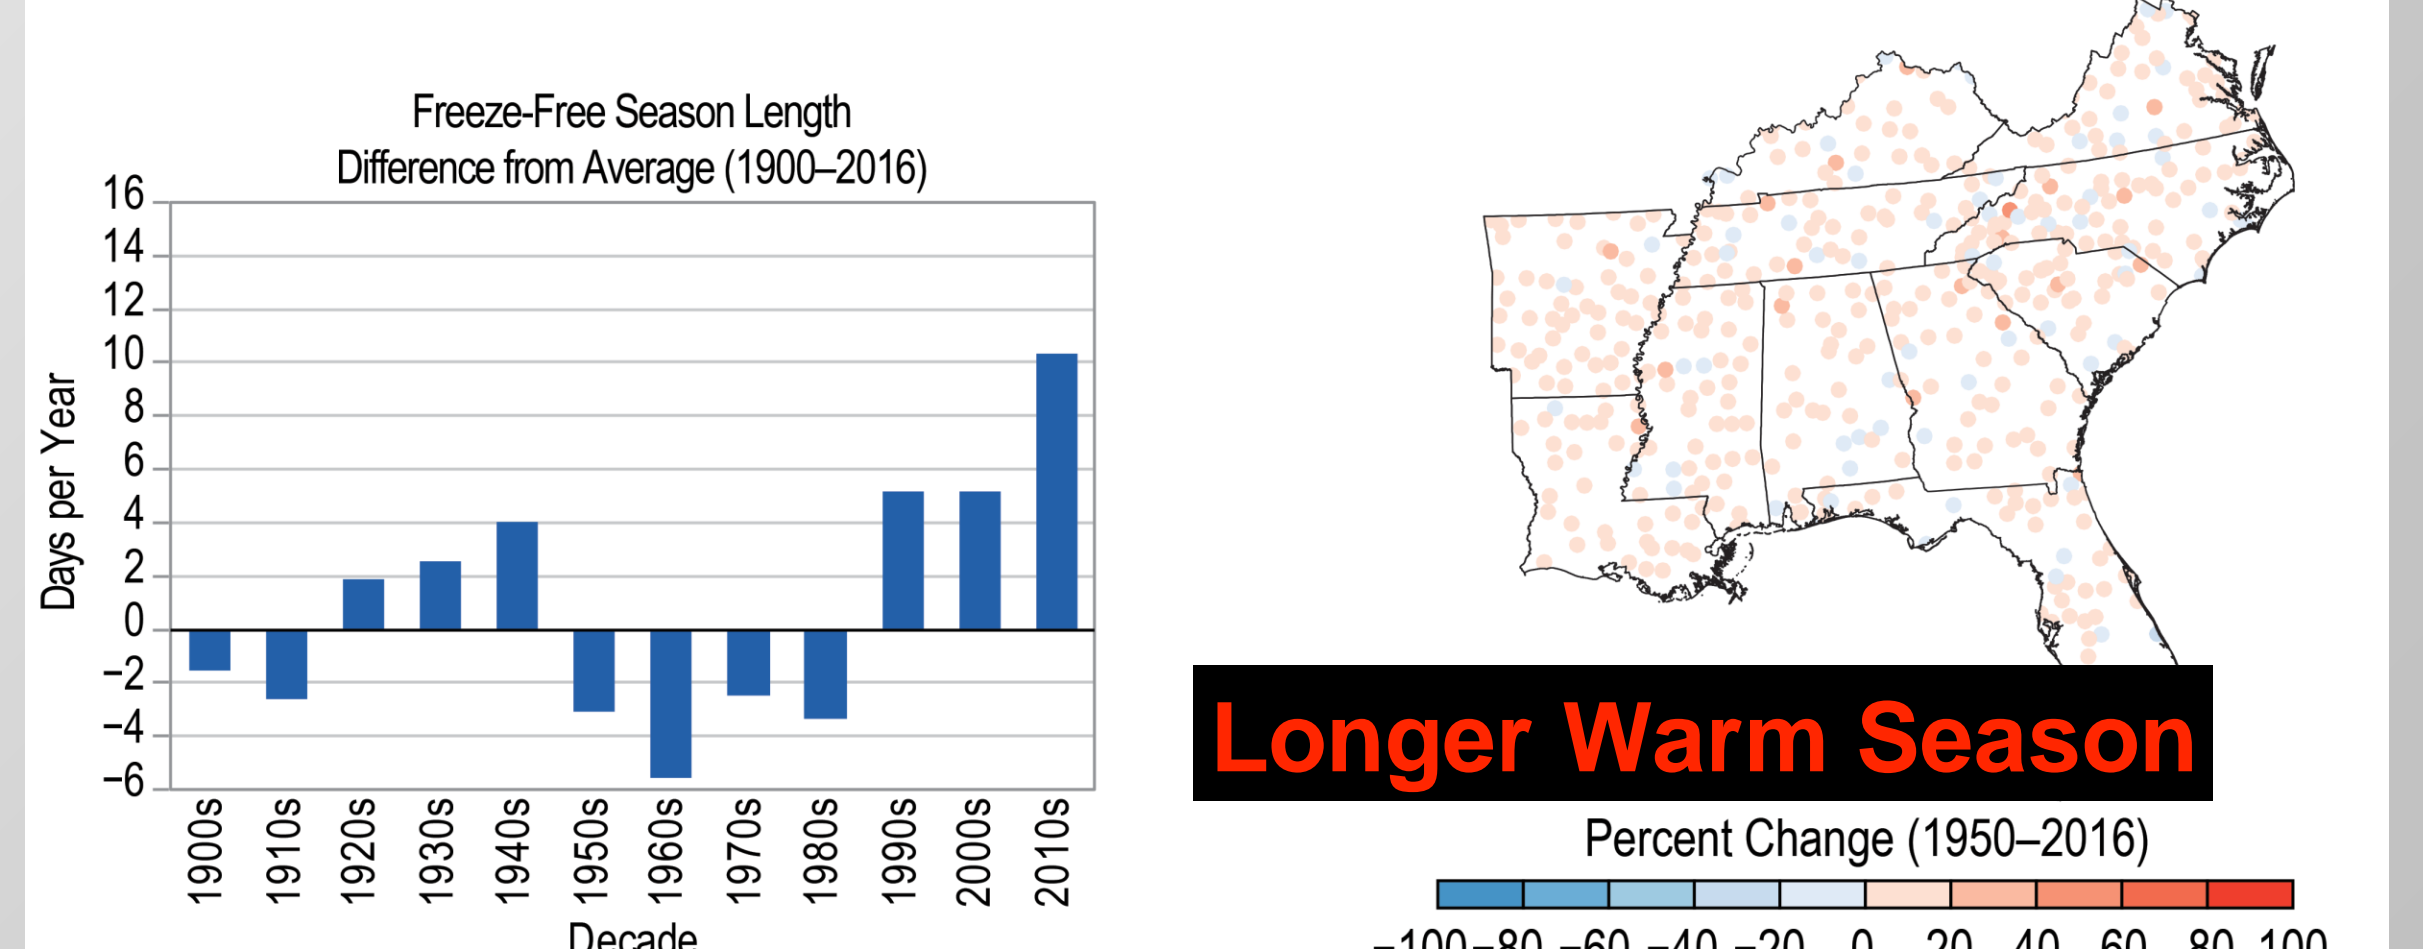 Freeze-Free Season Length
Difference from Average (1900–2016)
16
14
12
10
8
6
4
2
0
−2
−4
−6
Days per Year
1900s
1910s
1920s
1930s
1940s
1950s
1960s
1970s
1980s
1990s
2000s
2010s
Decade
Longer Warm Season
Percent Change (1950–2016)
−100 −80 −60 −40 −20 0 20 40 60 80 100